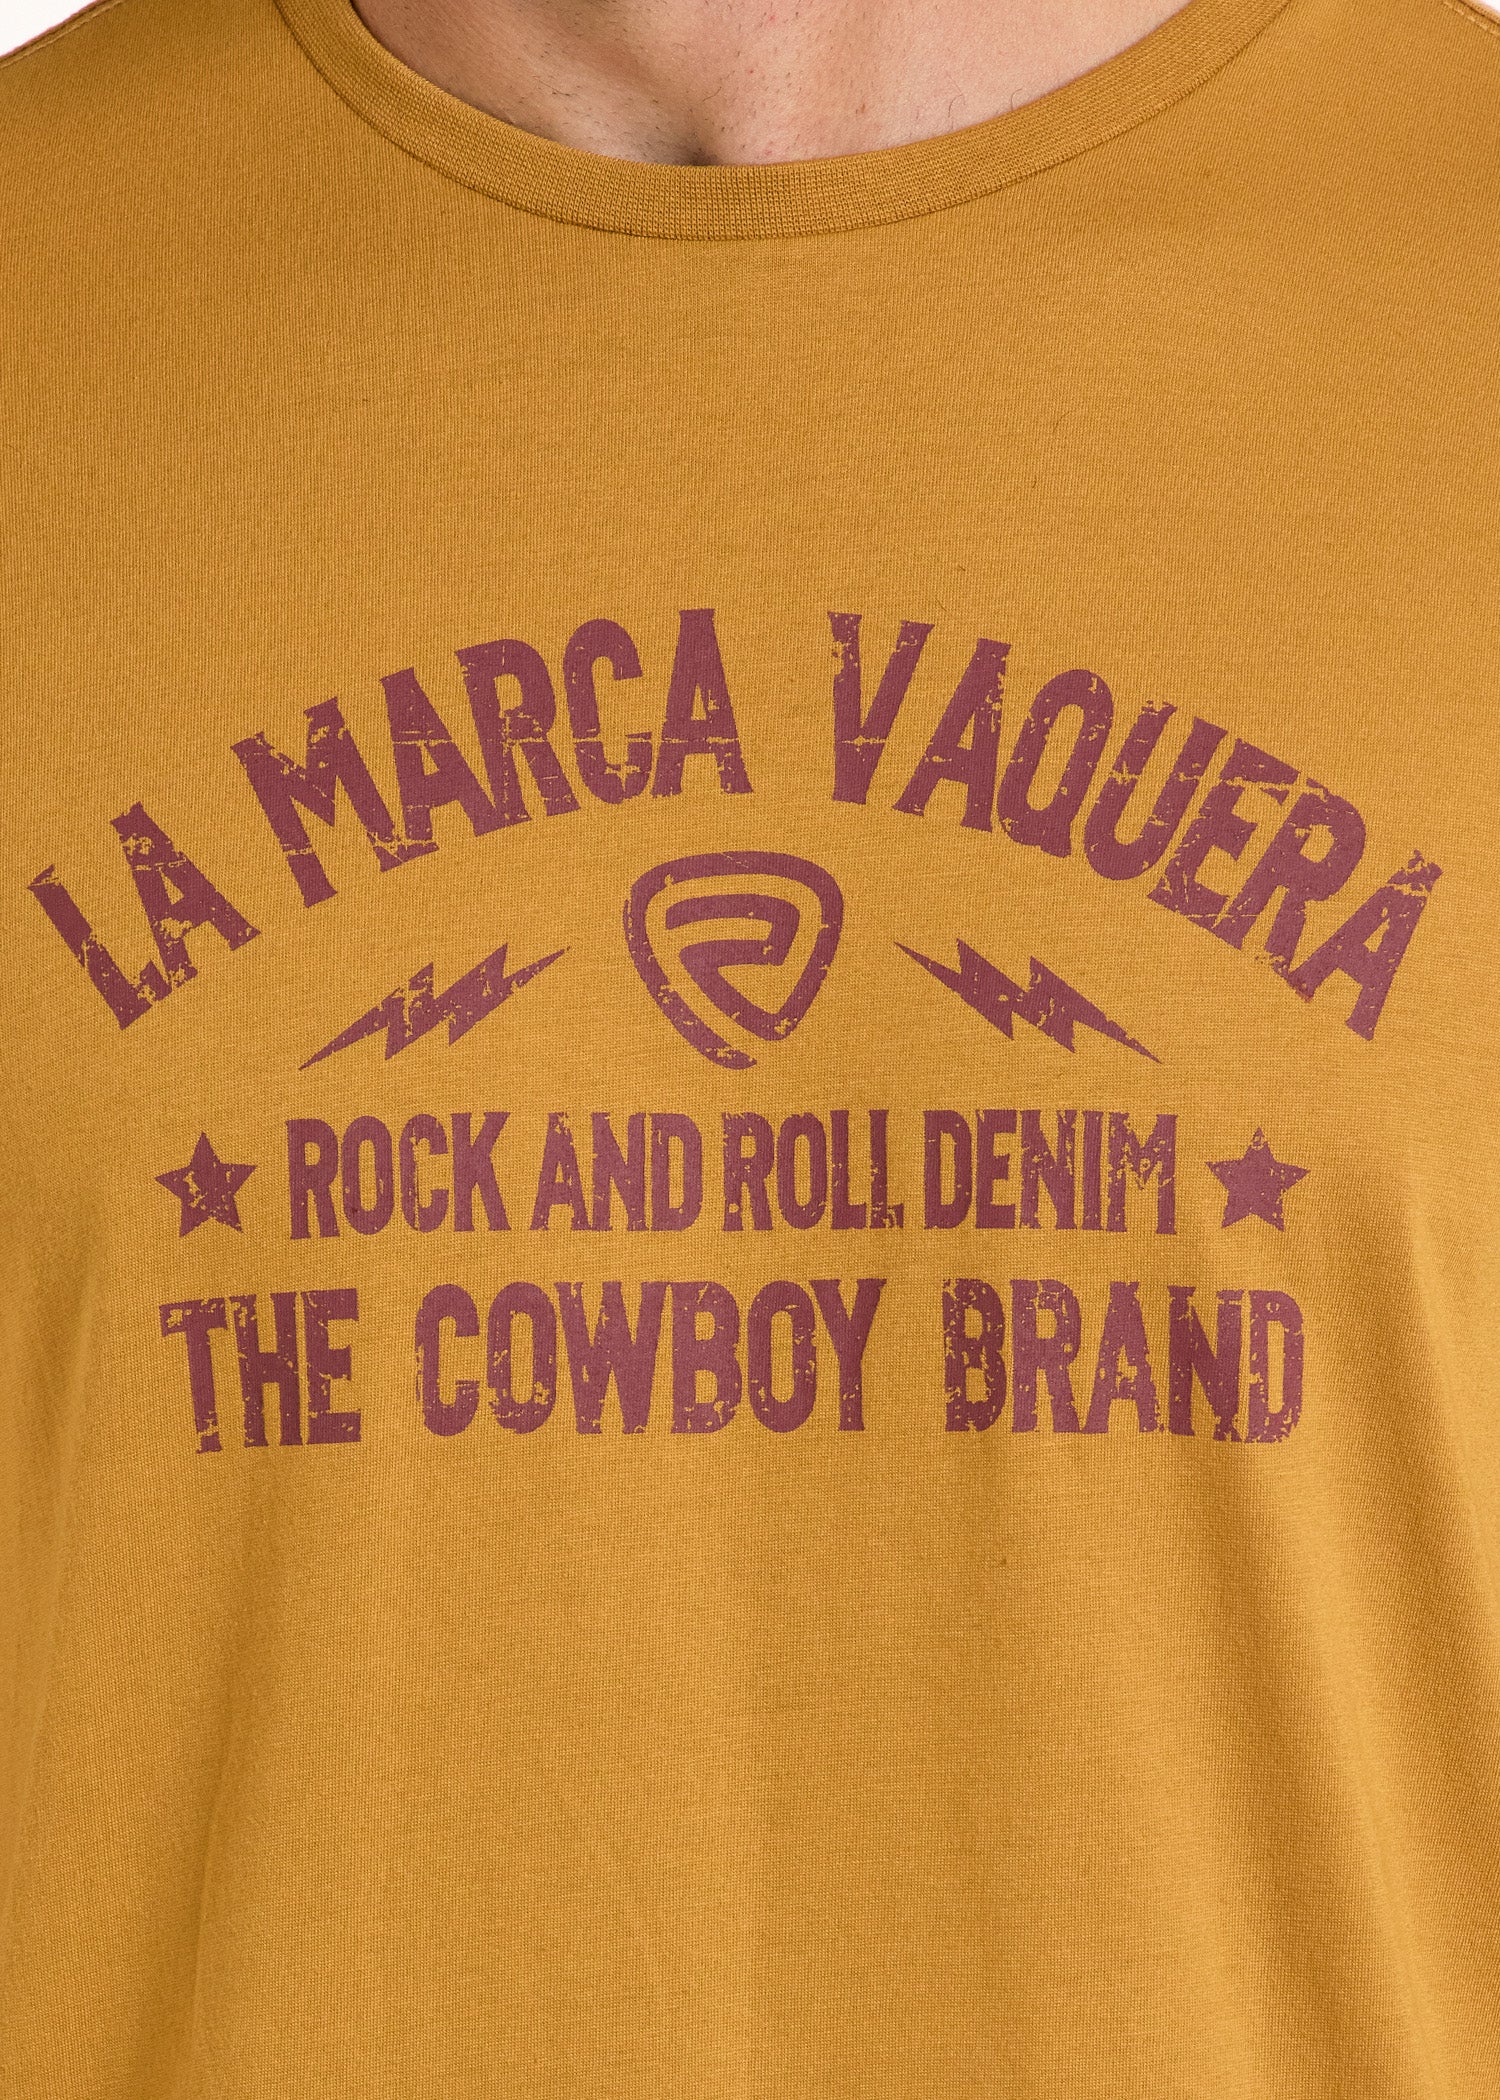 LA MARCA VAQUERA
ROCK AND ROLL DENIM
THE COWBOY BRAND